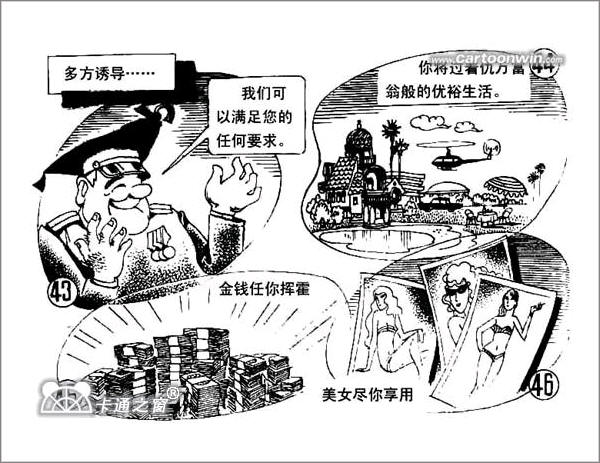 多方诱导……
我们可
以满足您的
任何要求。
43
www.cartoonwin.com
44
你将过着亿万富
翁般的优裕生活。
金钱任你挥霍
卡通之窗®
美女尽你享用
46